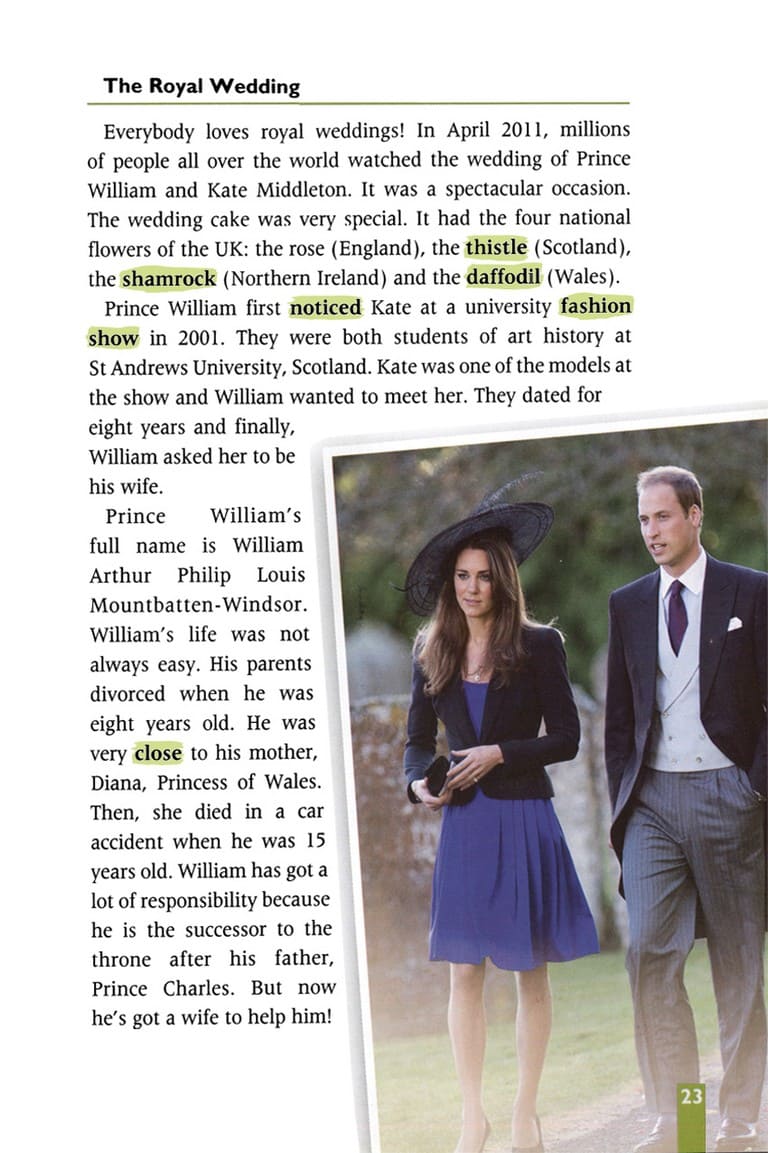 The Royal Wedding
Everybody loves royal weddings! In April 2011, millions
of people all over the world watched the wedding of Prince
William and Kate Middleton. It was a spectacular occasion.
The wedding cake was very special. It had the four national
flowers of the UK: the rose (England), the thistle (Scotland),
the shamrock (Northern Ireland) and the daffodil (Wales).
Prince William first noticed Kate at a university fashion
show in 2001. They were both students of art history at
St Andrews University, Scotland. Kate was one of the models at
the show and William wanted to meet her. They dated for
eight years and finally,
William asked her to be
his wife.
Prince William's
full name is William
Arthur Philip Louis
Mountbatten-Windsor.
William's life was not
always easy. His parents
divorced when he was
eight years old. He was
very close to his mother,
Diana, Princess of Wales.
Then, she died in a car
accident when he was 15
years old. William has got a
lot of responsibility because
he is the successor to the
throne after his father,
Prince Charles. But now
he's got a wife to help him!
23